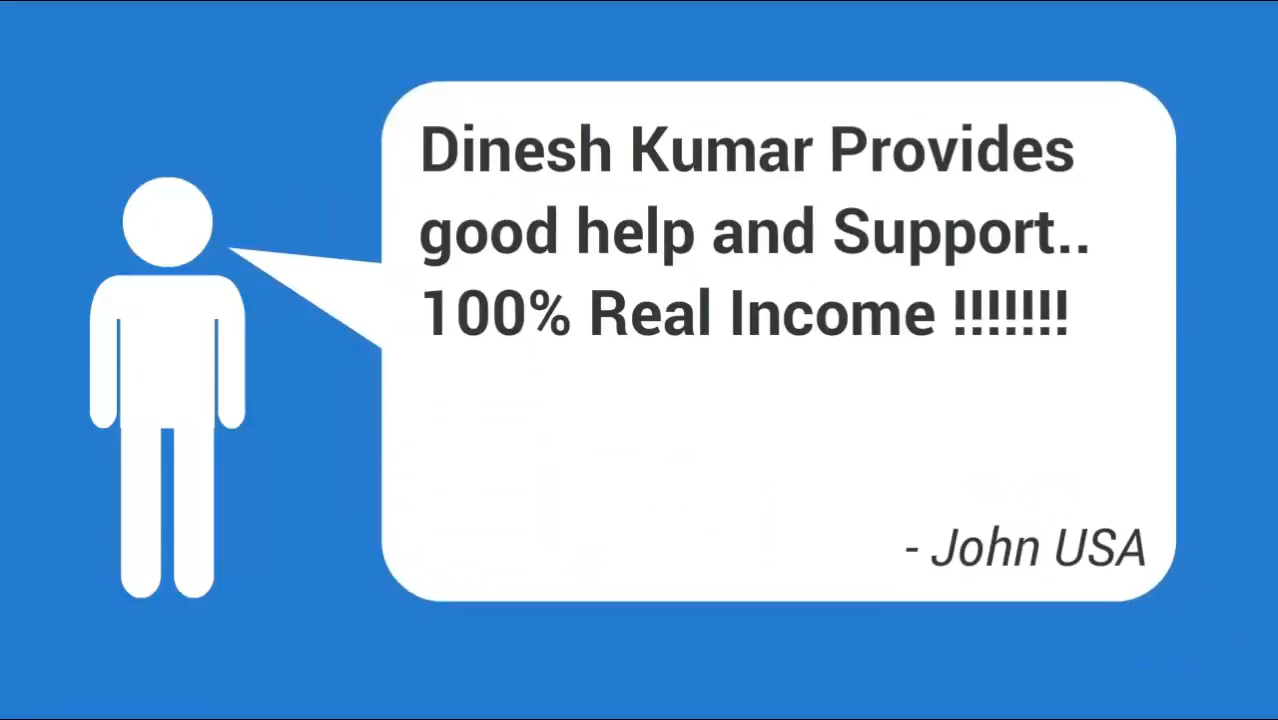 Dinesh Kumar Provides
good help and Support..
100% Real Income !!!!!!!
- John USA